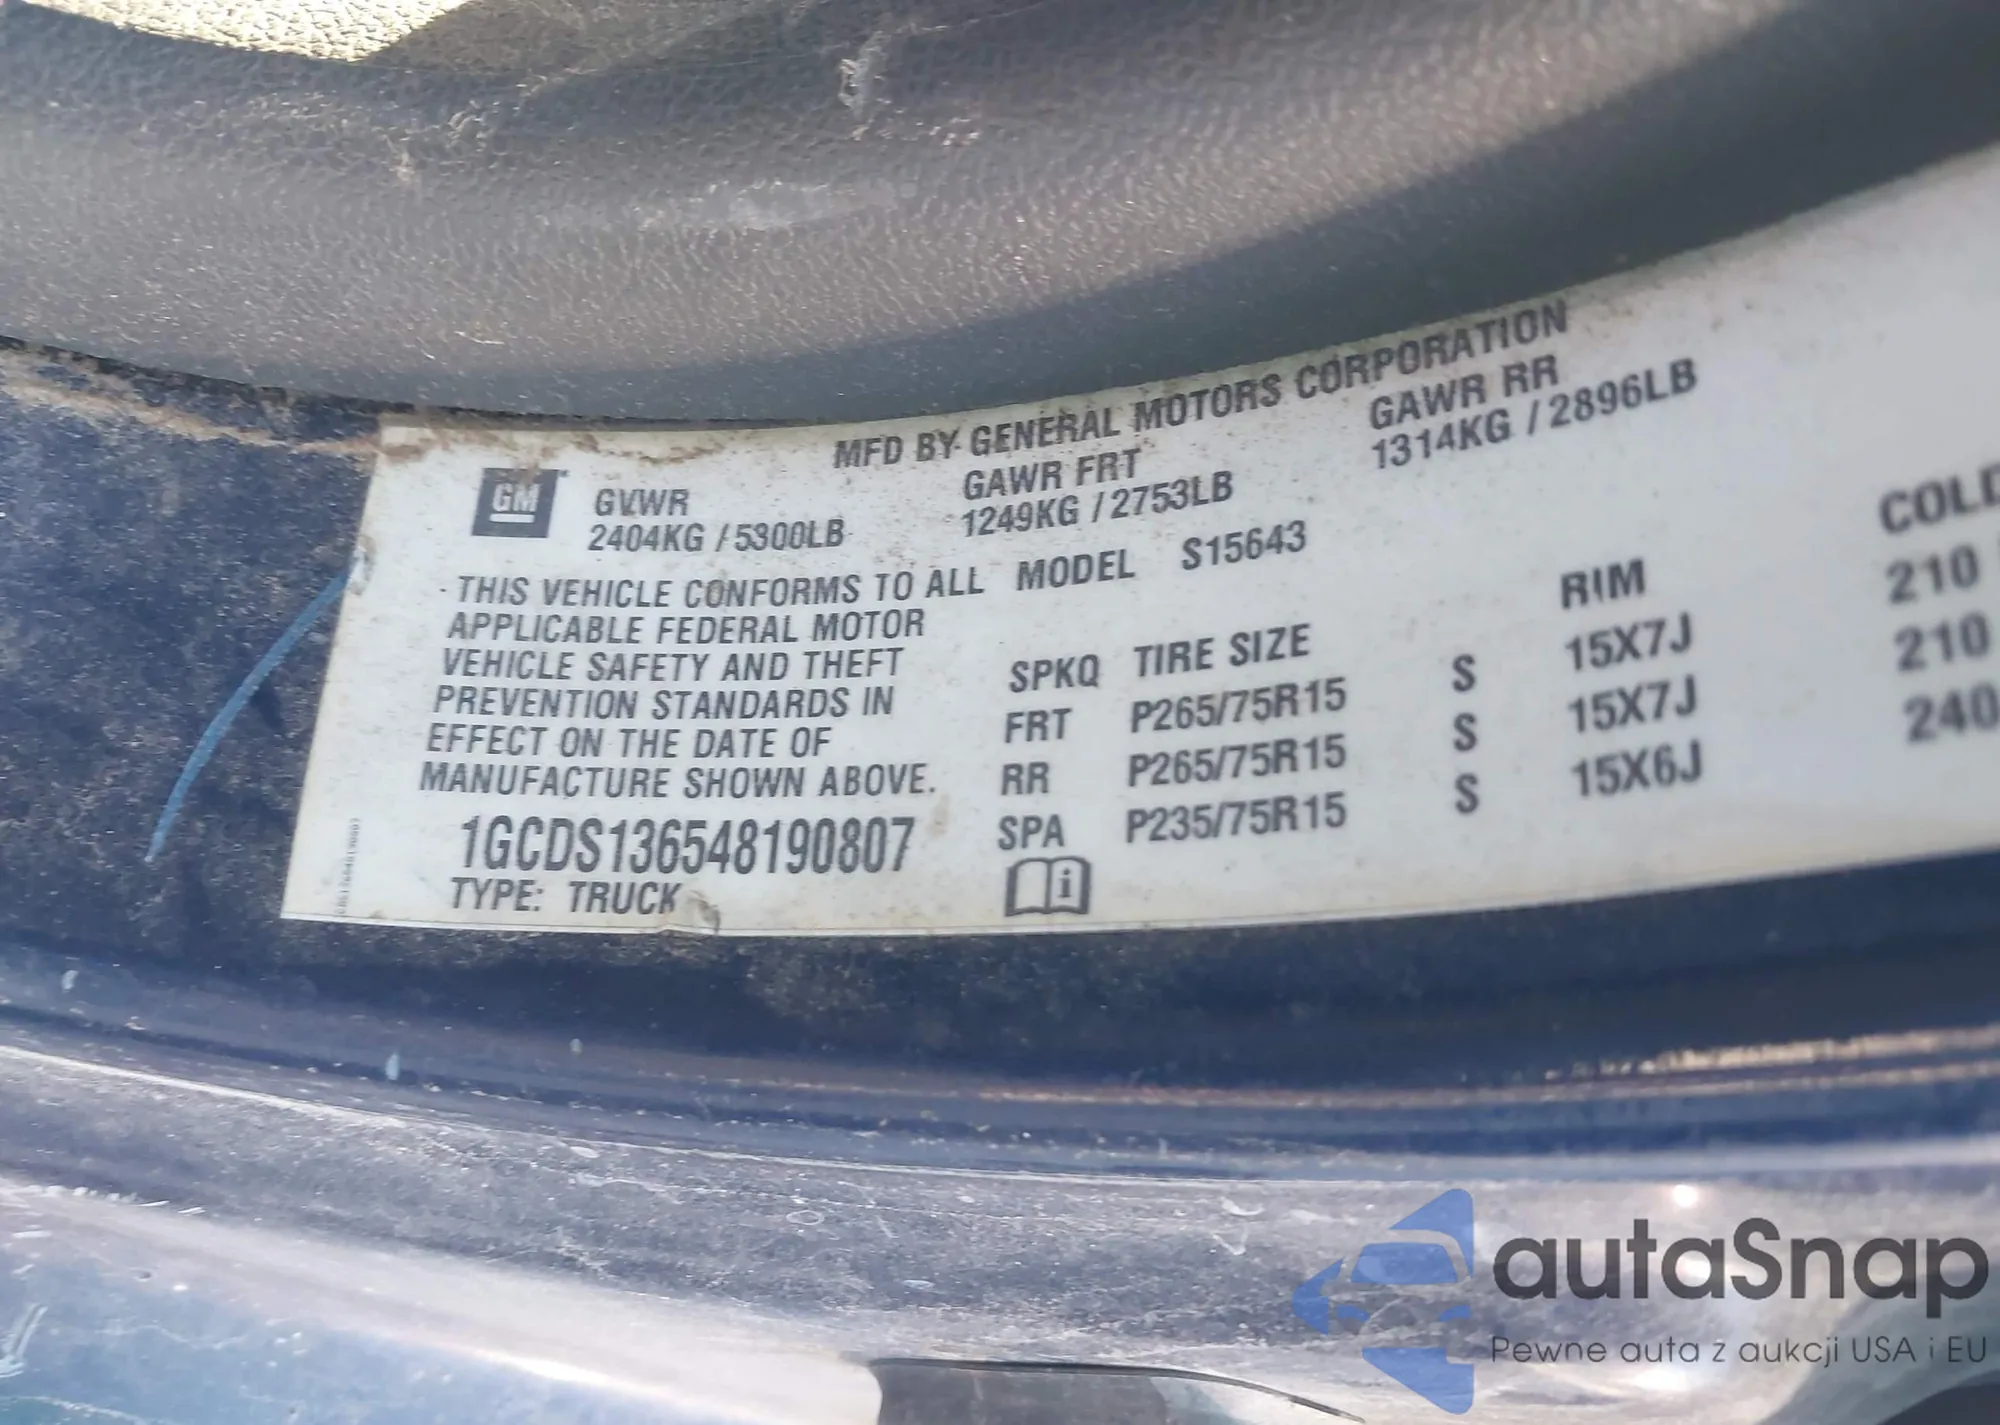 MFD BY GENERAL MOTORS CORPORATION
GM GVWR GAWR FRT GAWR RR
2404KG / 5300LB 1249KG / 2753LB 1314KG / 2896LB
THIS VEHICLE CONFORMS TO ALL MODEL S15643
APPLICABLE FEDERAL MOTOR
VEHICLE SAFETY AND THEFT
PREVENTION STANDARDS IN
EFFECT ON THE DATE OF
MANUFACTURE SHOWN ABOVE.
1GCDS136548190807
TYPE: TRUCK
SPKQ TIRE SIZE RIM COLD
FRT P265/75R15 S 15X7J 210
RR P265/75R15 S 15X7J 210
SPA P235/75R15 S 15X6J 240
i
autaSnap
Pewne auta z aukcji USA i EU